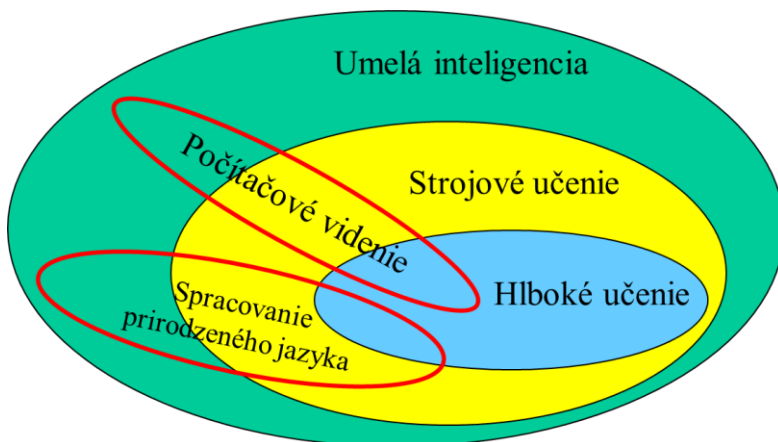 Umelá inteligencia
Počítačové videnie
Strojové učenie
Hlboké učenie
Spracovanie
prirodzeného jazyka